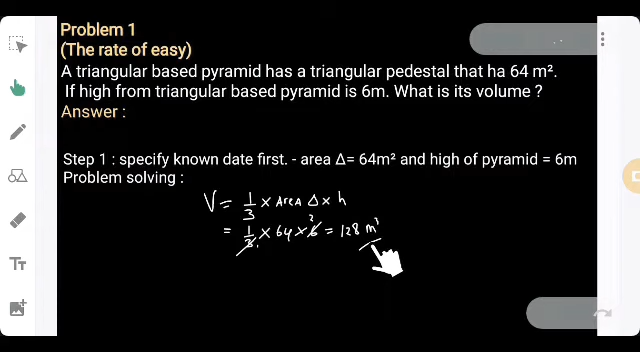 Problem 1
(The rate of easy)
A triangular based pyramid has a triangular pedestal that ha 64 m².
If high from triangular based pyramid is 6m. What is its volume ?
Answer :
Step 1 : specify known date first. - area Δ= 64m² and high of pyramid = 6m
Problem solving :
V = 1/3 × AREA Δ × h
= 1/3 1 × 64 × 6 2 = 128 m³